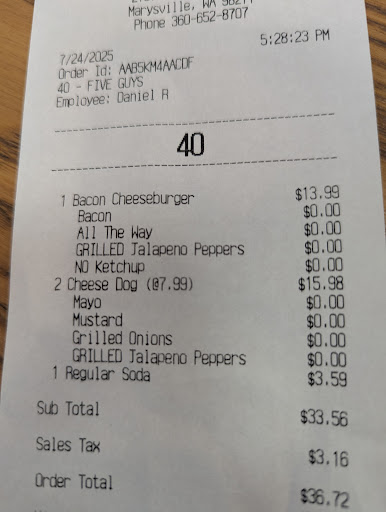 Marysville, WA
Phone 360-652-8707
7/24/2025 5:28:23 PM
Order Id: AAB5KM4AACDF
40 - FIVE GUYS
Employee: Daniel R
40
1 Bacon Cheeseburger $13.99
Bacon $0.00
All The Way $0.00
GRILLED Jalapeno Peppers $0.00
NO Ketchup $0.00
2 Cheese Dog (@7.99) $15.98
Mayo $0.00
Mustard $0.00
Grilled Onions $0.00
GRILLED Jalapeno Peppers $0.00
1 Regular Soda $3.59
Sub Total $33.56
Sales Tax $3.16
Order Total $36.72